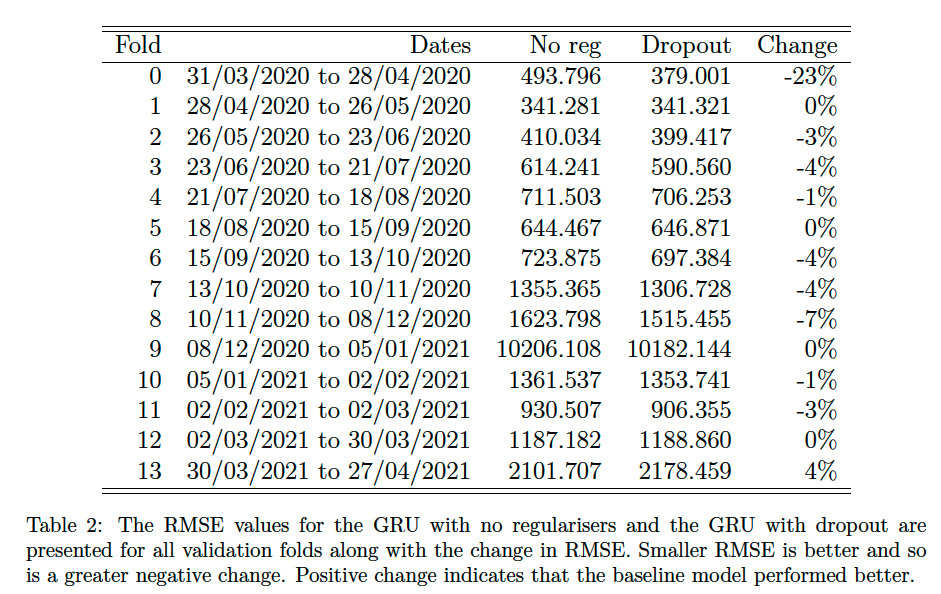 Fold Dates No reg Dropout Change
0 31/03/2020 to 28/04/2020 493.796 379.001 -23%
1 28/04/2020 to 26/05/2020 341.281 341.321 0%
2 26/05/2020 to 23/06/2020 410.034 399.417 -3%
3 23/06/2020 to 21/07/2020 614.241 590.560 -4%
4 21/07/2020 to 18/08/2020 711.503 706.253 -1%
5 18/08/2020 to 15/09/2020 644.467 646.871 0%
6 15/09/2020 to 13/10/2020 723.875 697.384 -4%
7 13/10/2020 to 10/11/2020 1355.365 1306.728 -4%
8 10/11/2020 to 08/12/2020 1623.798 1515.455 -7%
9 08/12/2020 to 05/01/2021 10206.108 10182.144 0%
10 05/01/2021 to 02/02/2021 1361.537 1353.741 -1%
11 02/02/2021 to 02/03/2021 930.507 906.355 -3%
12 02/03/2021 to 30/03/2021 1187.182 1188.860 0%
13 30/03/2021 to 27/04/2021 2101.707 2178.459 4%
Table 2: The RMSE values for the GRU with no regularisers and the GRU with dropout are
presented for all validation folds along with the change in RMSE. Smaller RMSE is better and so
is a greater negative change. Positive change indicates that the baseline model performed better.